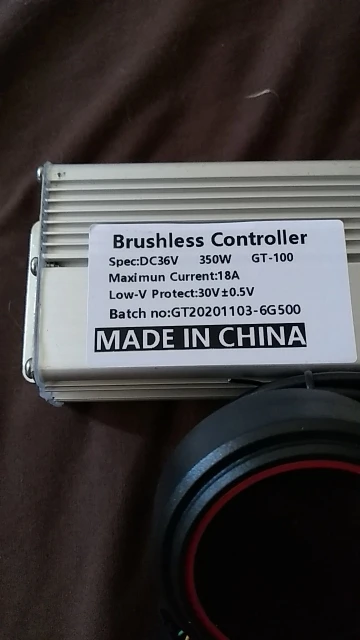 Brushless Controller
Spec:DC36V 350W GT-100
Maximun Current:18A
Low-V Protect:30V±0.5V
Batch no:GT20201103-6G500
MADE IN CHINA